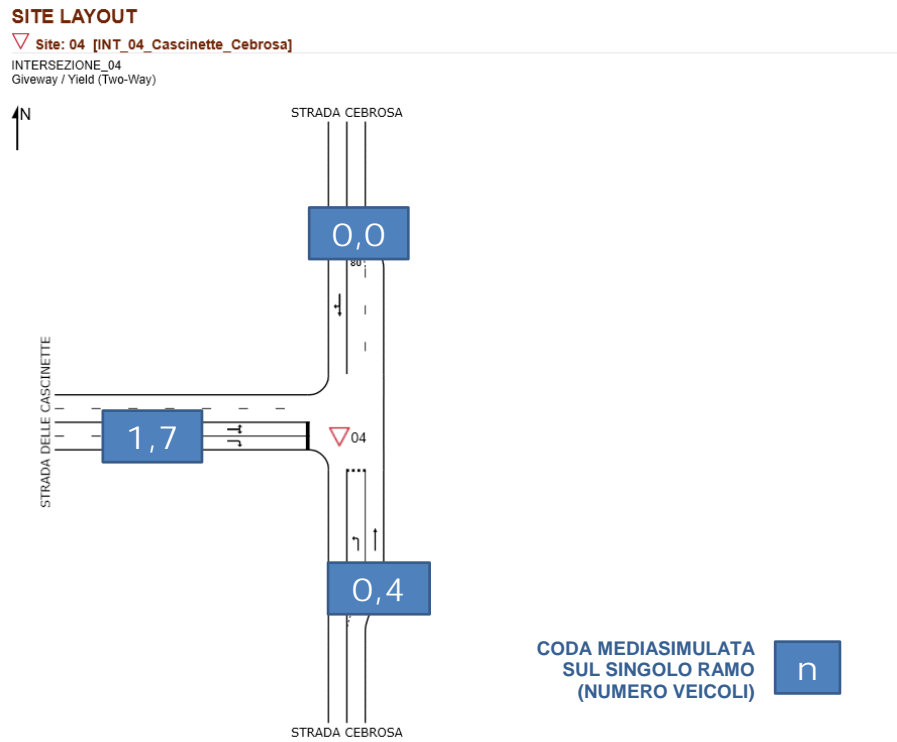 SITE LAYOUT
Site: 04 [INT_04_Cascinette_Cebrosa]
INTERSEZIONE_04
Giveway / Yield (Two-Way)
N
STRADA CEBROSA
0,0
80
STRADA DELLE CASCINETTE
1,7
04
0,4
CODA MEDIASIMULATA
SUL SINGOLO RAMO
(NUMERO VEICOLI)
n
STRADA CEBROSA